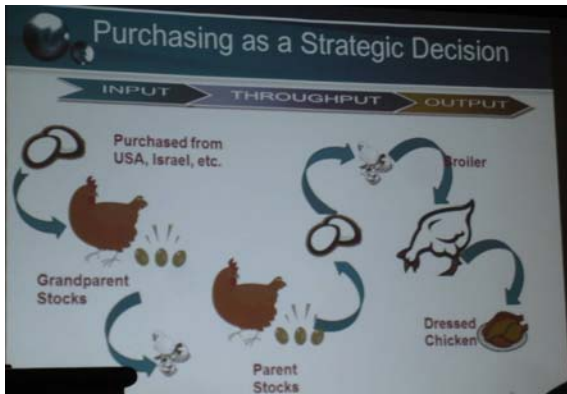 Purchasing as a Strategic Decision
INPUT
THROUGHPUT
OUTPUT
Purchased from
USA, Israel, etc.
Broiler
Grandparent
Stocks
Dressed
Chicken
Parent
Stocks